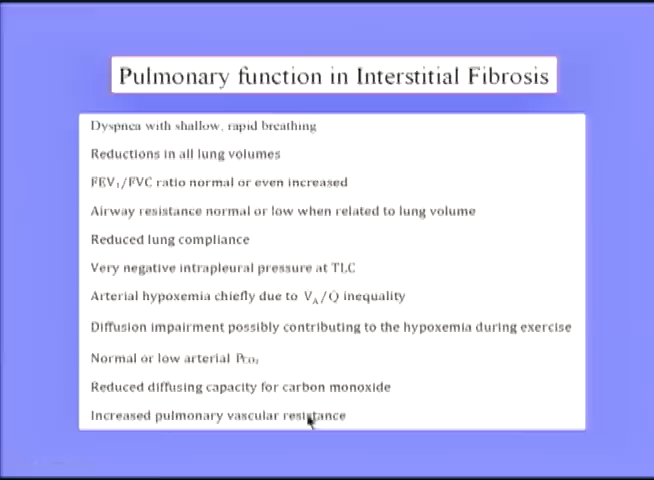 Pulmonary function in Interstitial Fibrosis
Dyspnea with shallow, rapid breathing
Reductions in all lung volumes
FEV₁/FVC ratio normal or even increased
Airway resistance normal or low when related to lung volume
Reduced lung compliance
Very negative intrapleural pressure at TLC
Arterial hypoxemia chiefly due to V̇A/Q̇ inequality
Diffusion impairment possibly contributing to the hypoxemia during exercise
Normal or low arterial Pco₂
Reduced diffusing capacity for carbon monoxide
Increased pulmonary vascular resistance